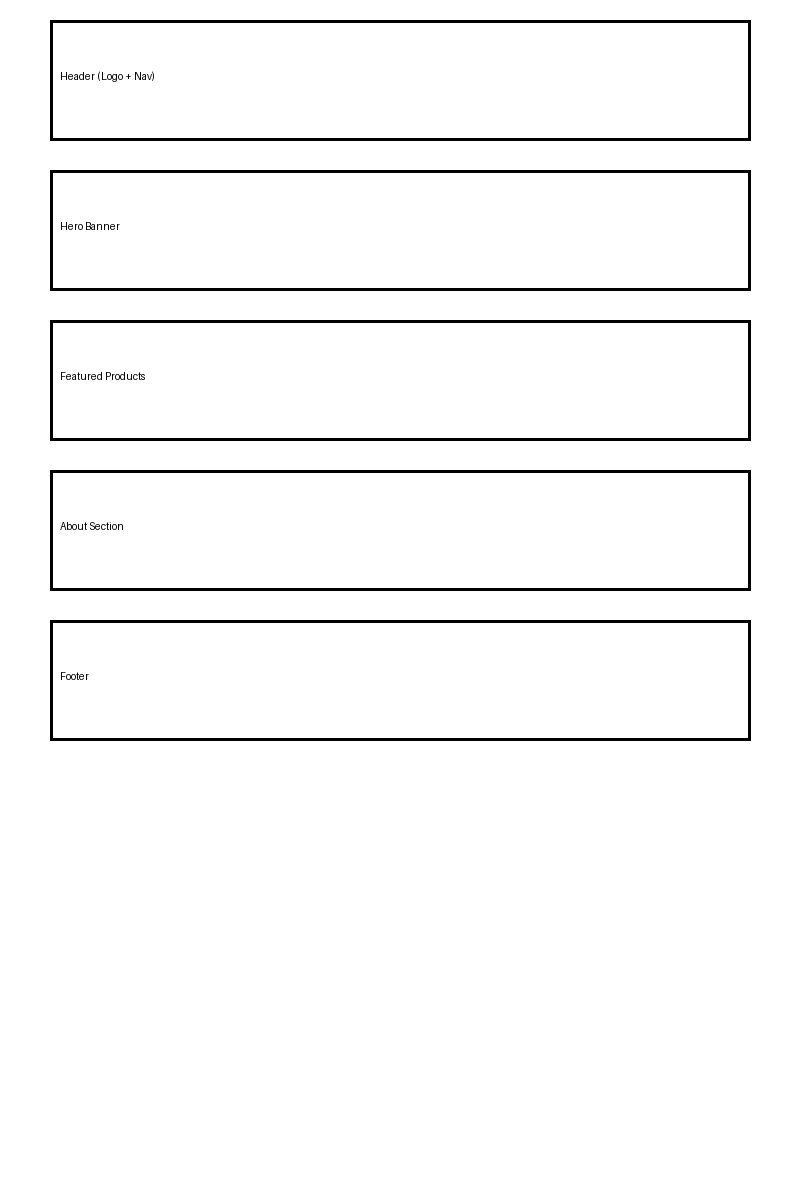 Header (Logo + Nav)
Hero Banner
Featured Products
About Section
Footer